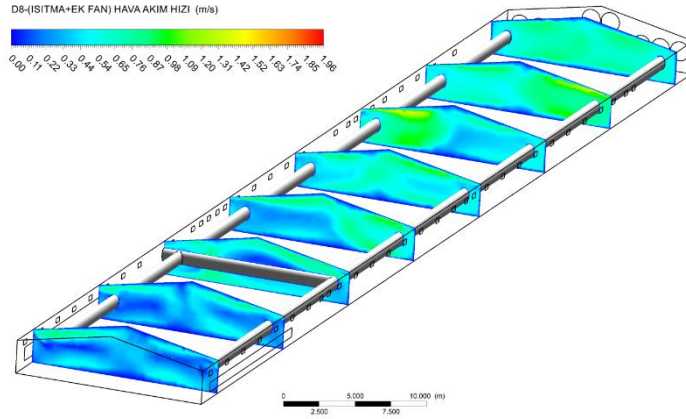 D8-(ISITMA+EK FAN) HAVA AKIM HIZI (m/s)
0.00 0.11 0.22 0.33 0.44 0.54 0.65 0.76 0.87 0.98 1.09 1.20 1.31 1.42 1.52 1.63 1.74 1.85 1.96
0 5.000 10.000 (m)
2.500 7.500